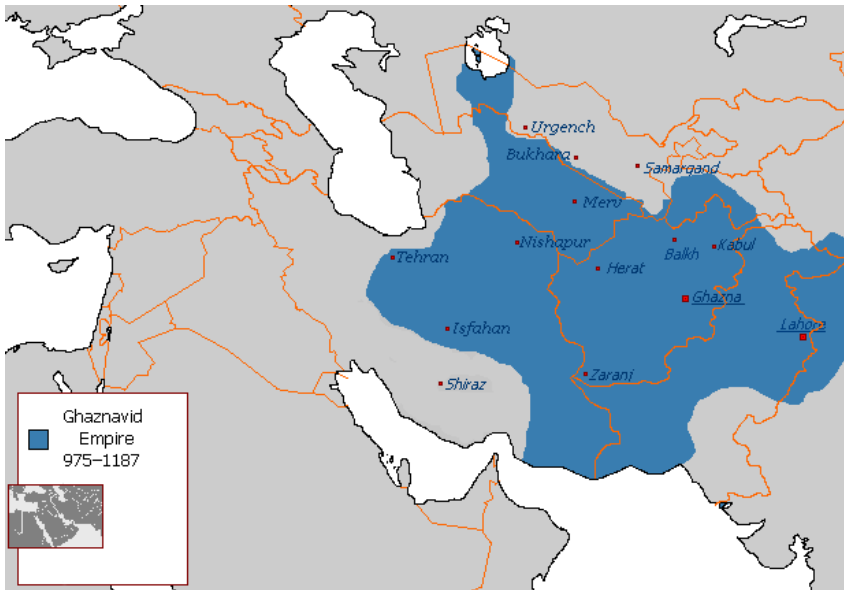 Urgench
Bukhara
Samarqand
Merv
Nishapur
Tehran
Balkh
Kabul
Herat
Ghazna
Isfahan
Lahore
Zaranj
Shiraz
Ghaznavid
Empire
975-1187